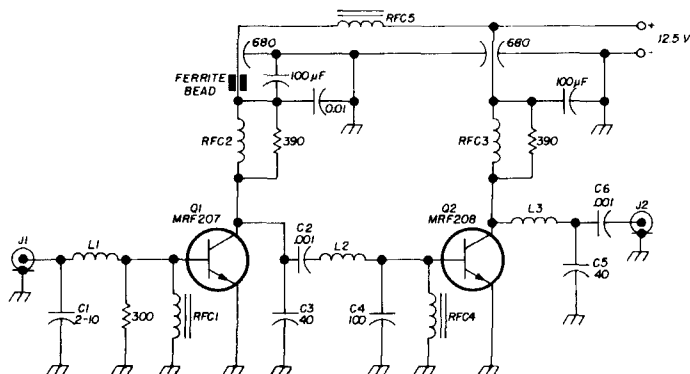 RFC5
680
680
+
-
12.5 V
FERRITE
BEAD
100µF
0.01
100µF
RFC2
390
RFC3
390
Q1
MRF207
Q2
MRF208
C6
.001
J2
J1
L1
C2
.001
L2
L3
C1
2-10
300
RFC1
C3
40
C4
100
RFC4
C5
40